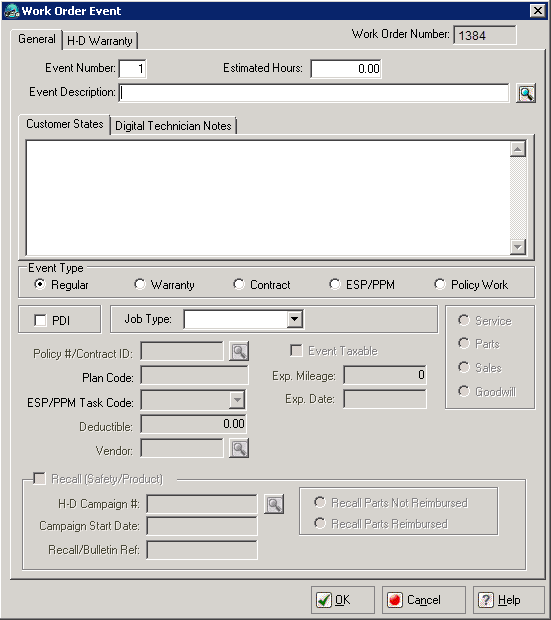 Work Order Event
General H-D Warranty Work Order Number: 1384
Event Number: 1 Estimated Hours: 0.00
Event Description:
Customer States Digital Technician Notes
Event Type
Regular Warranty Contract ESP/PPM Policy Work
PDI Job Type: Service
Policy #/Contract ID: Event Taxable Parts
Plan Code: Exp. Mileage: 0 Sales
ESP/PPM Task Code: Exp. Date: Goodwill
Deductible: 0.00
Vendor:
Recall (Safety/Product)
H-D Campaign #: Recall Parts Not Reimbursed
Campaign Start Date: Recall Parts Reimbursed
Recall/Bulletin Ref:
OK Cancel ? Help